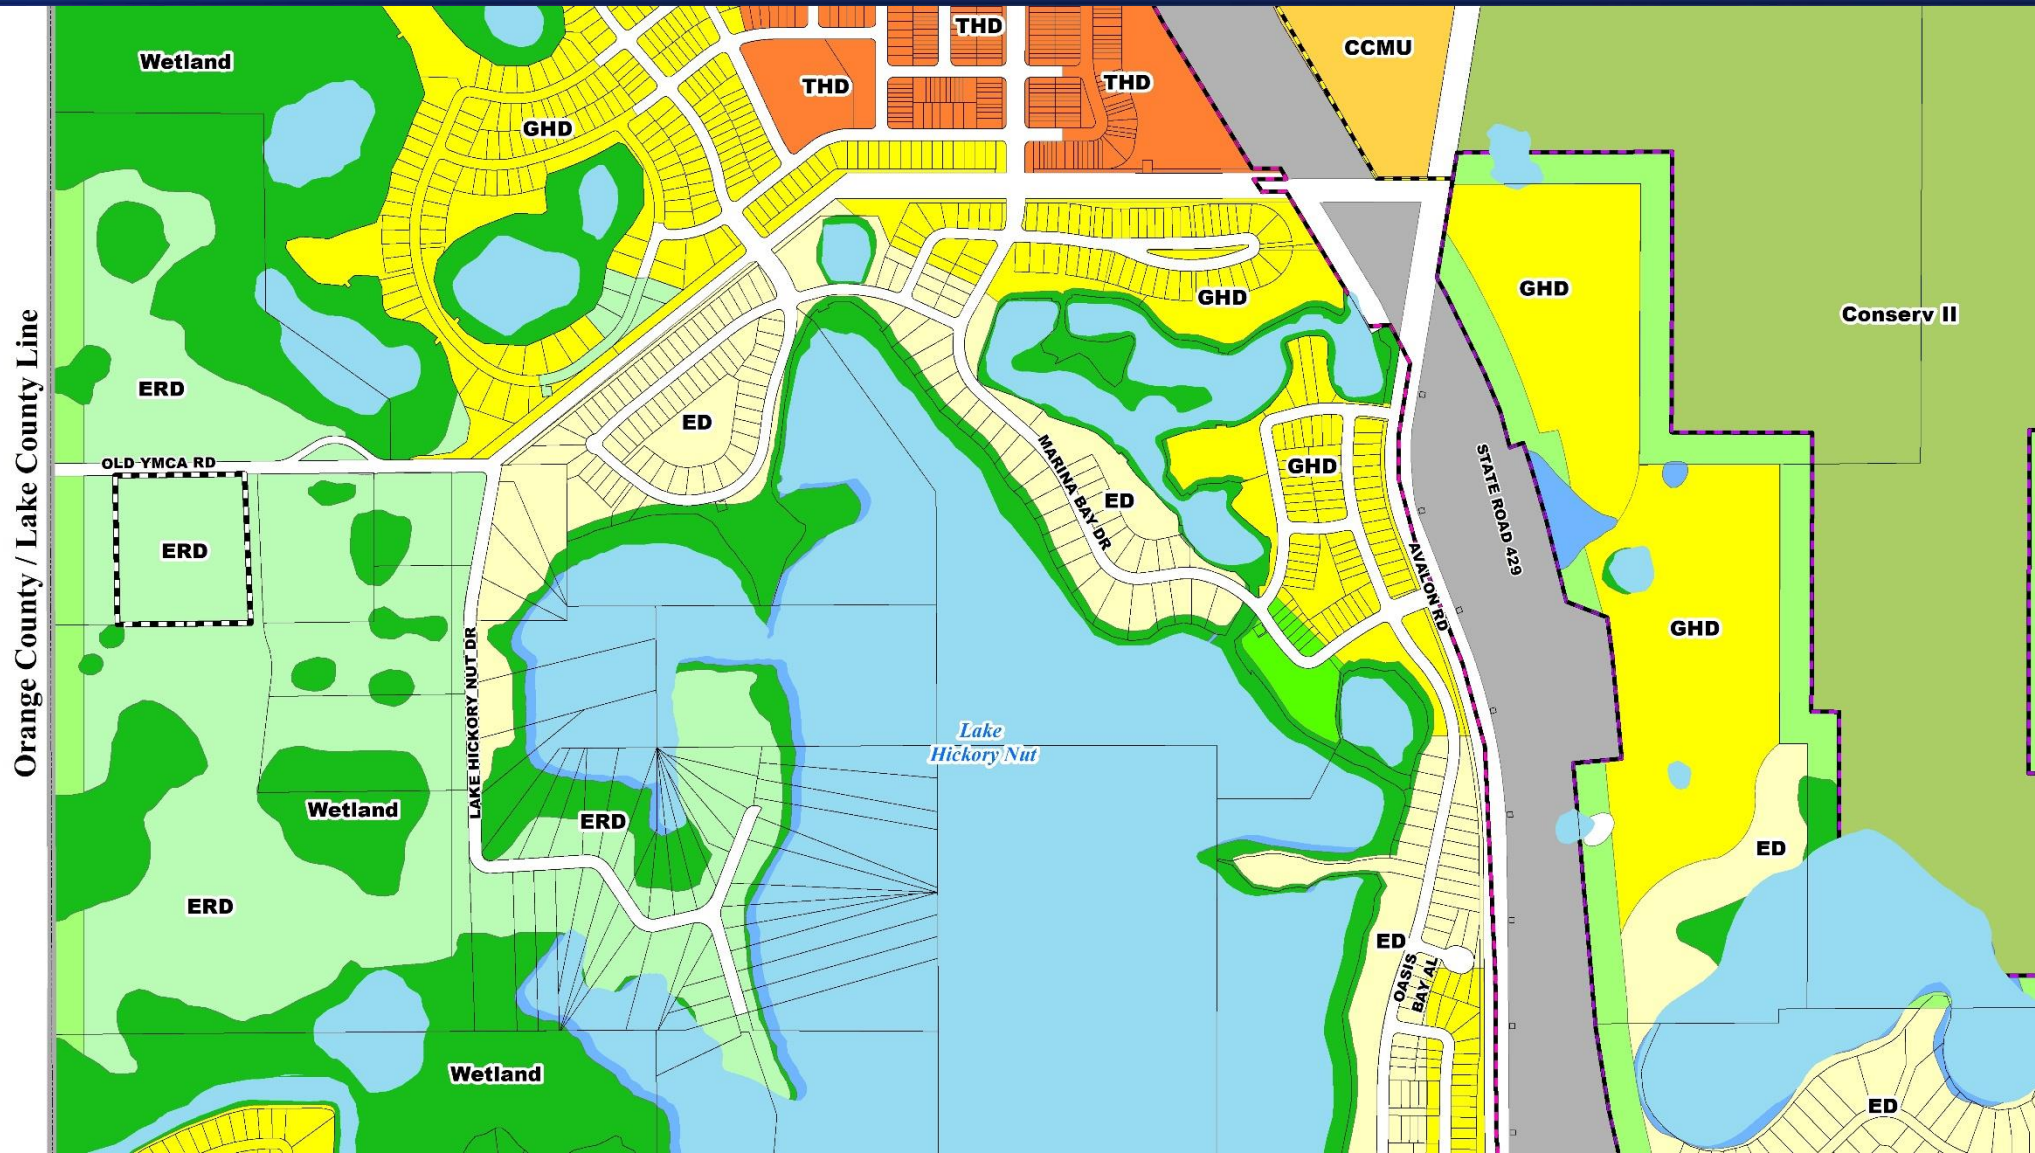 THD
CCMU
Wetland
THD
THD
GHD
GHD
GHD
Conserv II
ERD
ED
OLD YMCA RD
GHD
MARINA BAY DR
ED
STATE ROAD 429
ERD
AVALON RD
GHD
Orange County / Lake County Line
LAKE HICKORY NUT DR
Lake
Hickory Nut
Wetland
ERD
ED
ERD
ED
OASIS
BAY AL
Wetland
ED